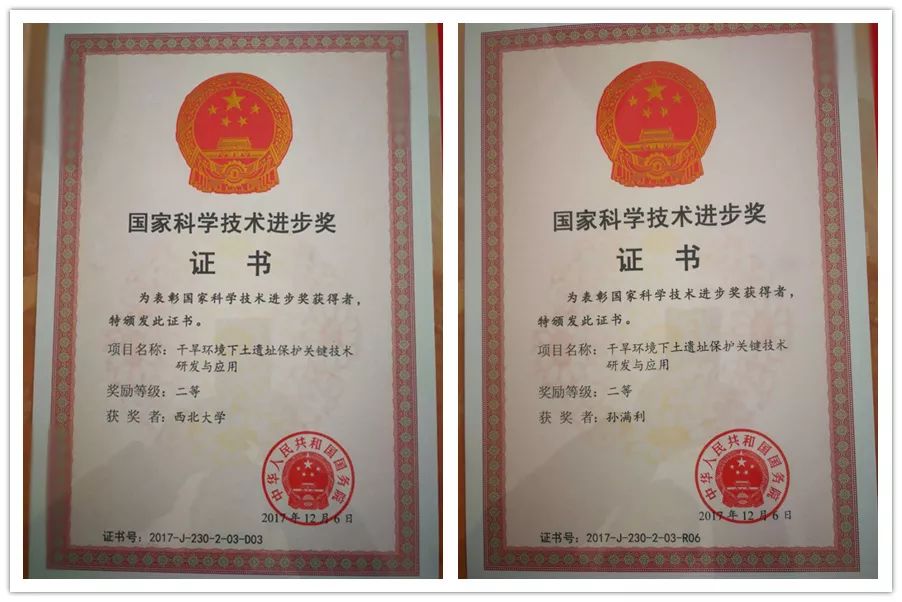 国家科学技术进步奖
证 书
为表彰国家科学技术进步奖获得者，
特颁发此证书。
项目名称：干旱环境下土遗址保护关键技术
研发与应用
奖励等级：二等
获 奖 者：西北大学
中华人民共和国国务院
2017年12月6日
证书号：2017-J-230-2-03-D03
国家科学技术进步奖
证 书
为表彰国家科学技术进步奖获得者，
特颁发此证书。
项目名称：干旱环境下土遗址保护关键技术
研发与应用
奖励等级：二等
获 奖 者：孙满利
中华人民共和国国务院
2017年12月6日
证书号：2017-J-230-2-03-R06